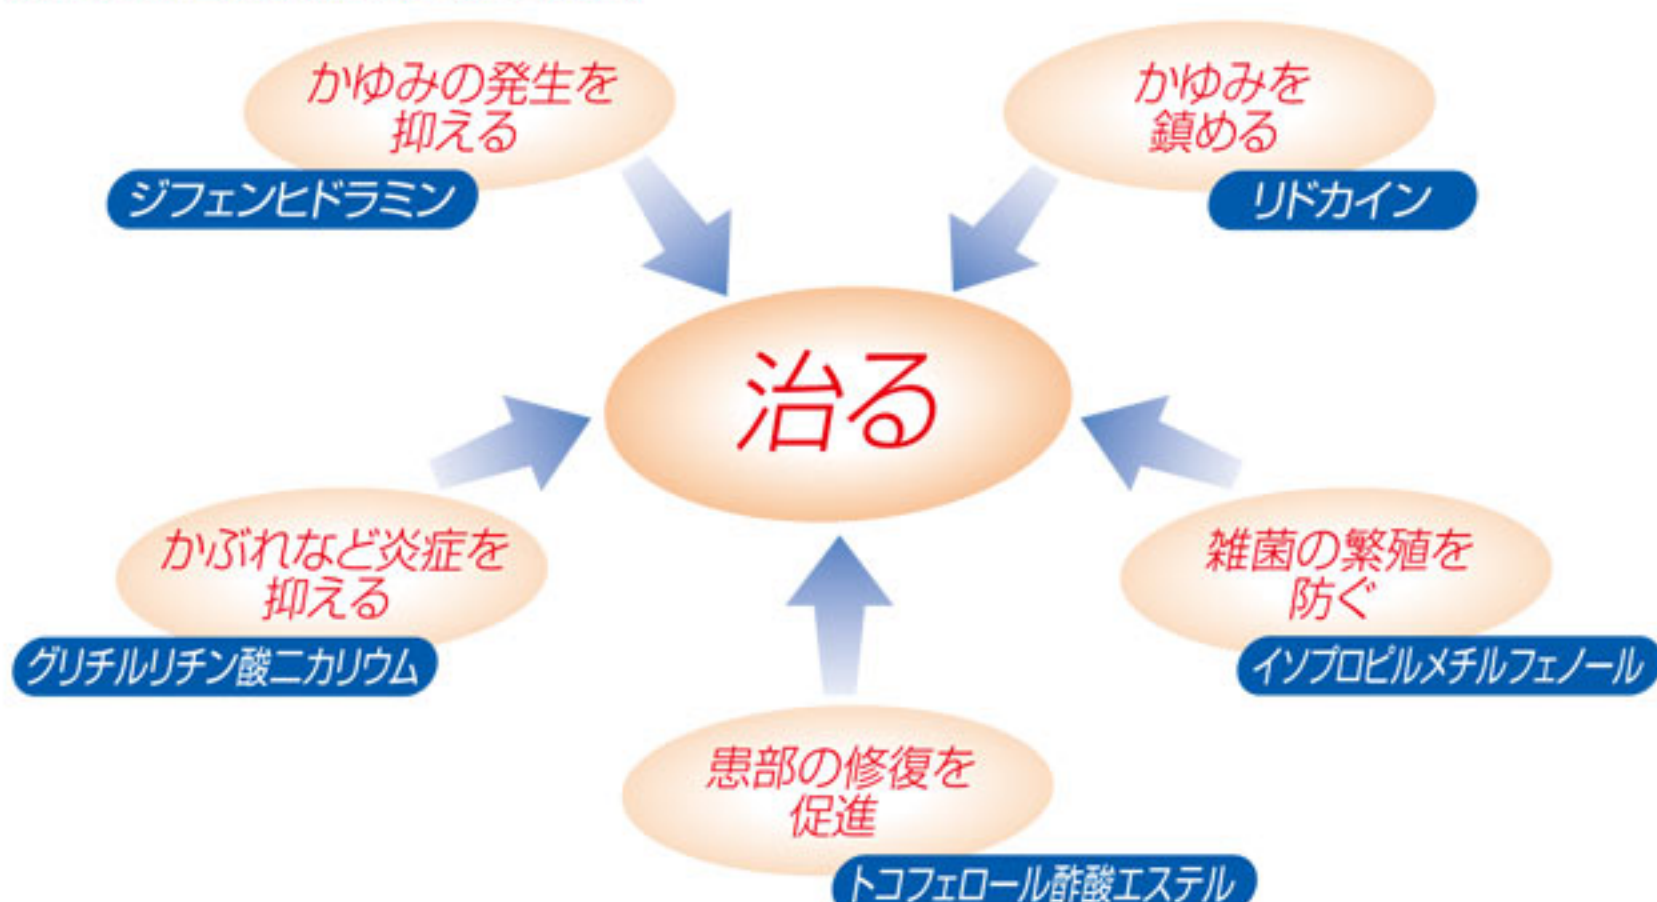 かゆみの発生を
抑える
ジフェンヒドラミン
かゆみを
鎮める
リドカイン
治る
かぶれなど炎症を
抑える
グリチルリチン酸二カリウム
雑菌の繁殖を
防ぐ
イソプロピルメチルフェノール
患部の修復を
促進
トコフェロール酢酸エステル